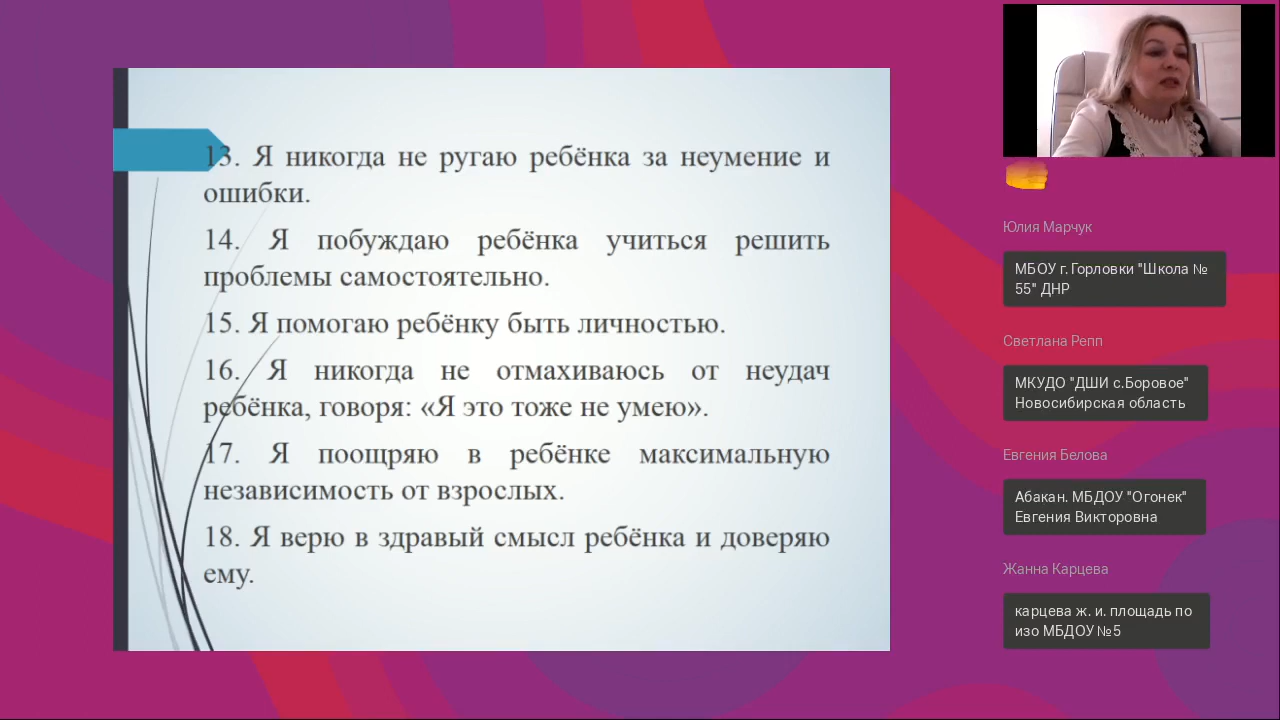 13. Я никогда не ругаю ребёнка за неумение и
ошибки.
14. Я побуждаю ребёнка учиться решить
проблемы самостоятельно.
15. Я помогаю ребёнку быть личностью.
16. Я никогда не отмахиваюсь от неудач
ребёнка, говоря: «Я это тоже не умею».
17. Я поощряю в ребёнке максимальную
независимость от взрослых.
18. Я верю в здравый смысл ребёнка и доверяю
ему.
Юлия Марчук
МБОУ г. Горловки "Школа №
55" ДНР
Светлана Репп
МКУДО "ДШИ с.Боровое"
Новосибирская область
Евгения Белова
Абакан. МБДОУ "Огонек"
Евгения Викторовна
Жанна Карцева
карцева ж. и. площадь по
изо МБДОУ №5